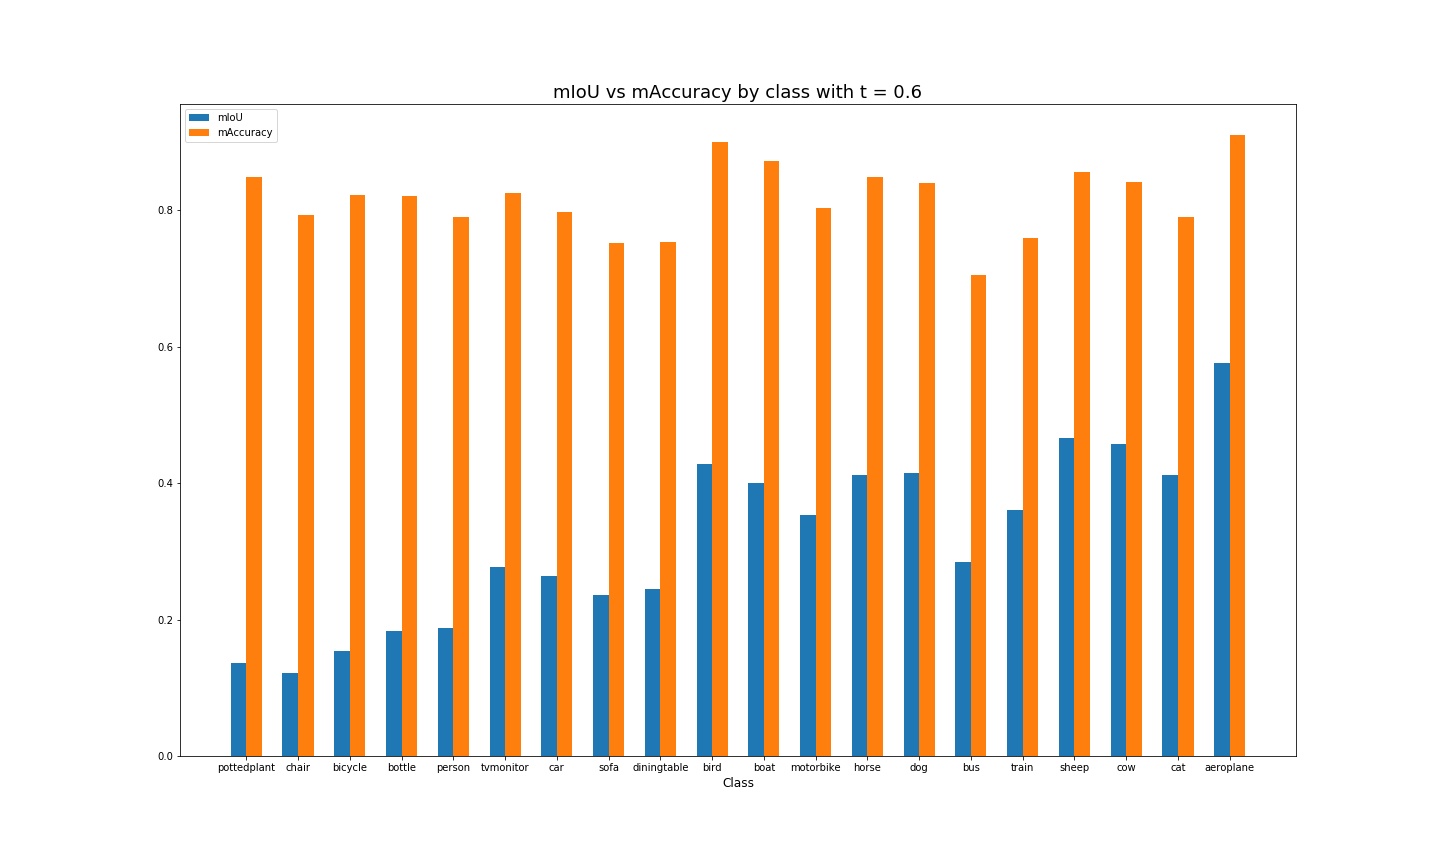 mIoU vs mAccuracy by class with t = 0.6
mIoU
mAccuracy
0.8
0.6
0.4
0.2
0.0
pottedplant chair bicycle bottle person tvmonitor car sofa diningtable bird boat motorbike horse dog bus train sheep cow cat aeroplane
Class